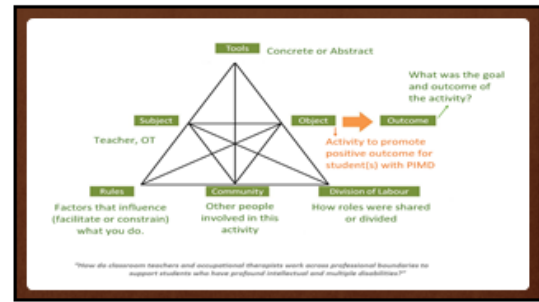 Tools
Concrete or Abstract
What was the goal
and outcome of
the activity?
Subject
Object
Outcome
Teacher, OT
Activity to promote
positive outcome for
student(s) with PIMD
Rules
Community
Division of Labour
Factors that influence
(facilitate or constrain)
what you do.
Other people
involved in this
activity
How roles were shared
or divided
"How do classroom teachers and occupational therapists work across professional boundaries to
support students who have profound intellectual and multiple disabilities?"